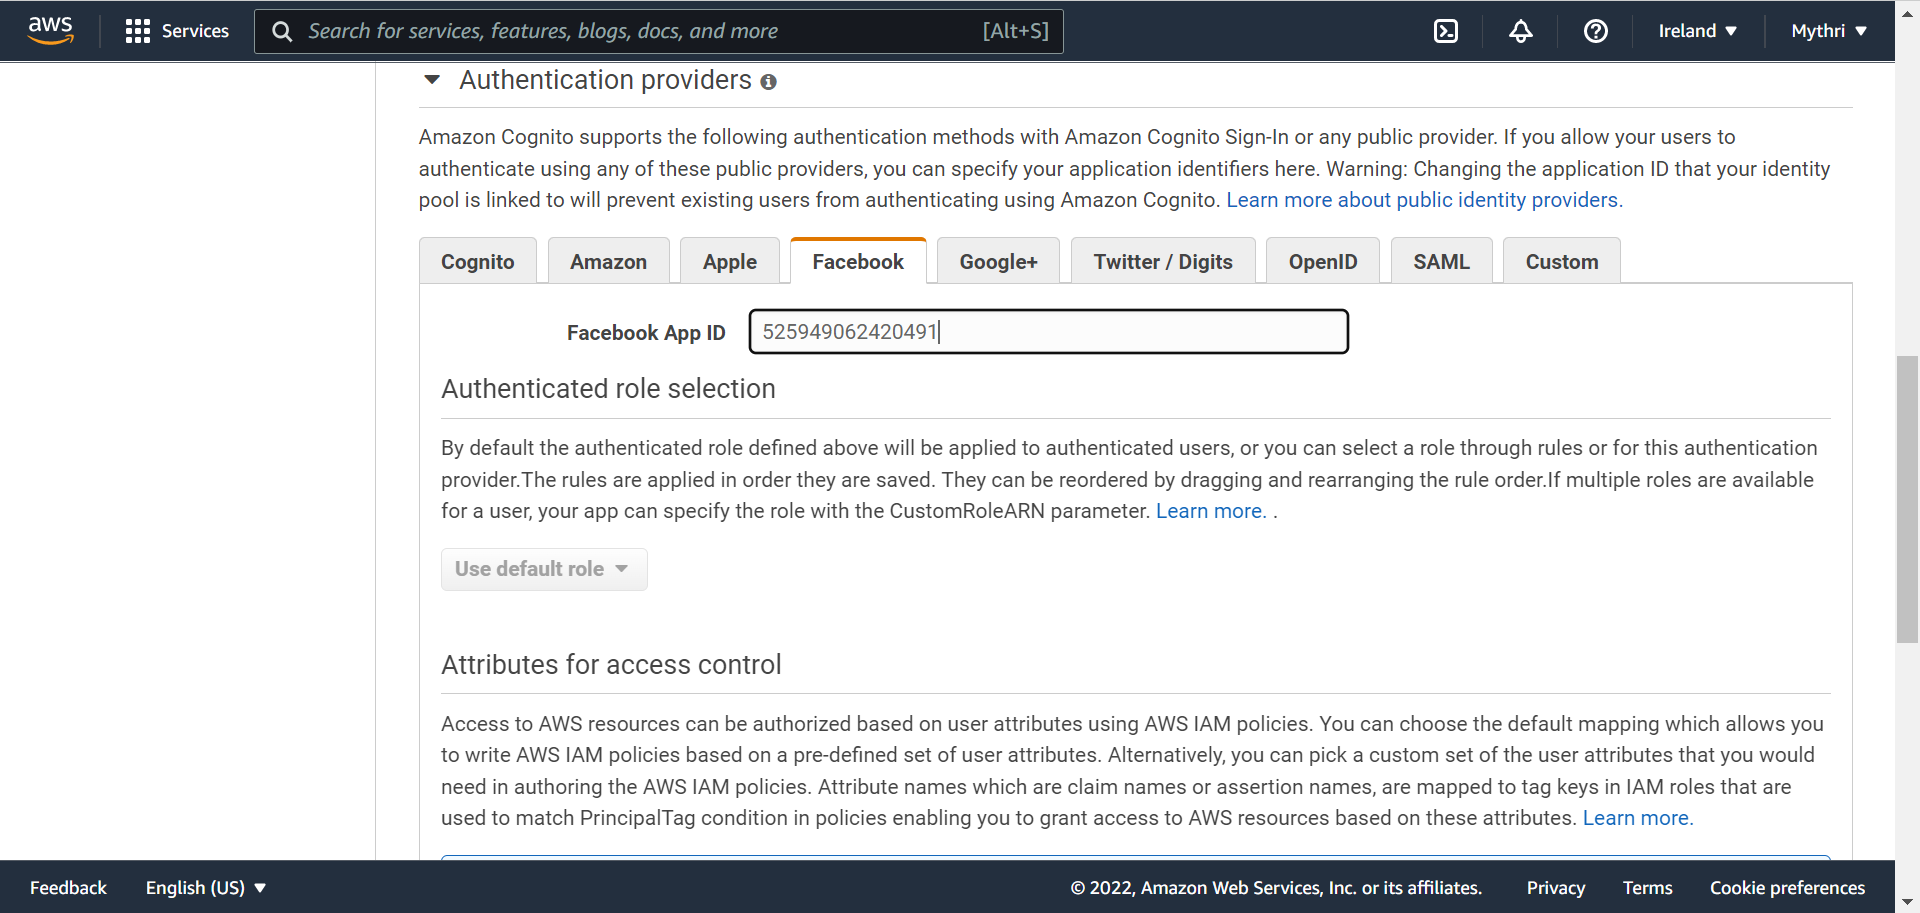 aws Services Search for services, features, blogs, docs, and more [Alt+S] Ireland ▼ Mythri ▼
Authentication providers
Amazon Cognito supports the following authentication methods with Amazon Cognito Sign-In or any public provider. If you allow your users to
authenticate using any of these public providers, you can specify your application identifiers here. Warning: Changing the application ID that your identity
pool is linked to will prevent existing users from authenticating using Amazon Cognito. Learn more about public identity providers.
Cognito Amazon Apple Facebook Google+ Twitter / Digits OpenID SAML Custom
Facebook App ID 525949062420491
Authenticated role selection
By default the authenticated role defined above will be applied to authenticated users, or you can select a role through rules or for this authentication
provider.The rules are applied in order they are saved. They can be reordered by dragging and rearranging the rule order.If multiple roles are available
for a user, your app can specify the role with the CustomRoleARN parameter. Learn more. .
Use default role
Attributes for access control
Access to AWS resources can be authorized based on user attributes using AWS IAM policies. You can choose the default mapping which allows you
to write AWS IAM policies based on a pre-defined set of user attributes. Alternatively, you can pick a custom set of the user attributes that you would
need in authoring the AWS IAM policies. Attribute names which are claim names or assertion names, are mapped to tag keys in IAM roles that are
used to match PrincipalTag condition in policies enabling you to grant access to AWS resources based on these attributes. Learn more.
Feedback English (US) ▼ © 2022, Amazon Web Services, Inc. or its affiliates. Privacy Terms Cookie preferences